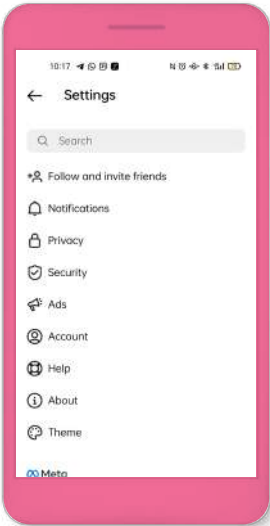 10:17
Settings
Search
Follow and invite friends
Notifications
Privacy
Security
Ads
Account
Help
About
Theme
Meta